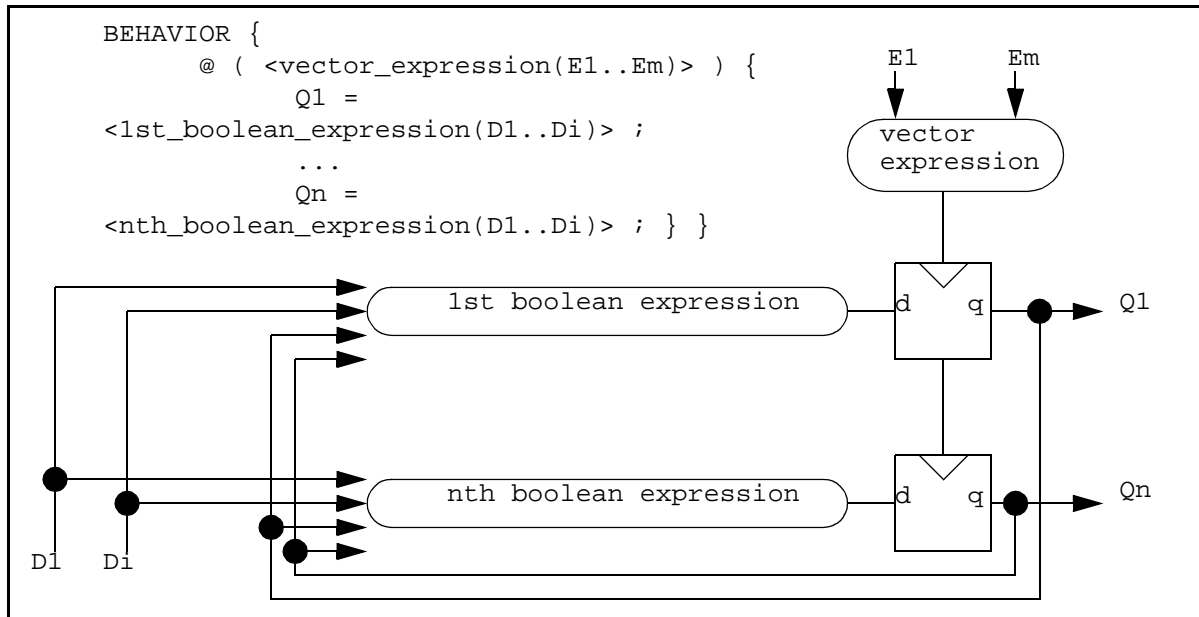 BEHAVIOR {
@ ( <vector_expression(E1..Em)> ) {
Q1 =
<1st_boolean_expression(D1..Di)> ;
...
Qn =
<nth_boolean_expression(D1..Di)> ; } }
E1 Em
vector
expression
1st boolean expression
d q
Q1
nth boolean expression
d q
Qn
D1 Di